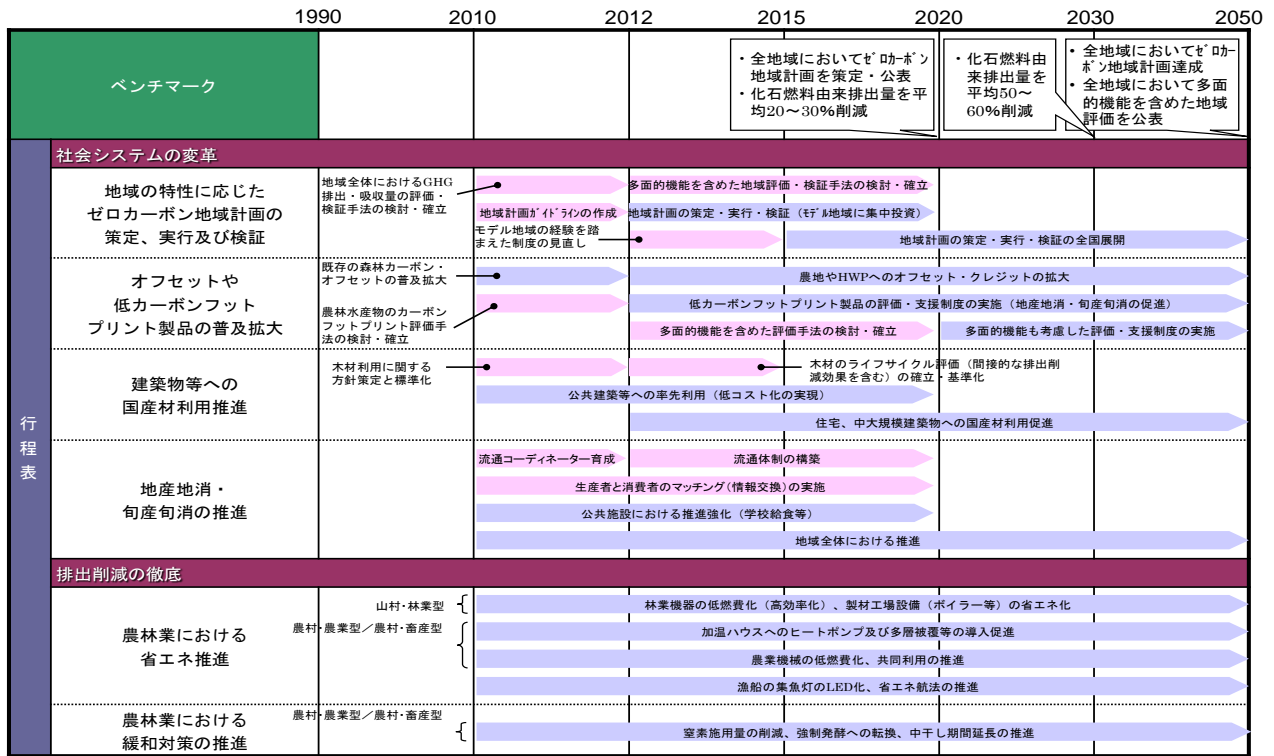 1990 2010 2012 2015 2020 2030 2050
ベンチマーク
・全地域においてｾﾞﾛｶｰﾎﾞﾝ
地域計画を策定・公表
・化石燃料由来排出量を平
均20～30%削減
・化石燃料由
来排出量を
平均50～
60%削減
・全地域においてｾﾞﾛｶｰ
ﾎﾞﾝ地域計画達成
・全地域において多面
的機能を含めた地域
評価を公表
行程表
社会システムの変革
地域の特性に応じた
ゼロカーボン地域計画の
策定、実行及び検証
地域全体におけるGHG
排出・吸収量の評価・
検証手法の検討・確立
多面的機能を含めた地域評価・検証手法の検討・確立
地域計画ｶﾞｲﾄﾞﾗｲﾝの作成
地域計画の策定・実行・検証（ﾓﾃﾞﾙ地域に集中投資）
モデル地域の経験を踏
まえた制度の見直し
地域計画の策定・実行・検証の全国展開
オフセットや
低カーボンフット
プリント製品の普及拡大
既存の森林カーボン・
オフセットの普及拡大
農地やHWPへのオフセット・クレジットの拡大
農林水産物のカーボン
フットプリント評価手
法の検討・確立
低カーボンフットプリント製品の評価・支援制度の実施（地産地消・旬産旬消の促進）
多面的機能を含めた評価手法の検討・確立
多面的機能も考慮した評価・支援制度の実施
建築物等への
国産材利用推進
木材利用に関する
方針策定と標準化
木材のライフサイクル評価（間接的な排出削
減効果を含む）の確立・基準化
公共建築等への率先利用（低コスト化の実現）
住宅、中大規模建築物への国産材利用促進
地産地消・
旬産旬消の推進
流通コーディネーター育成
流通体制の構築
生産者と消費者のマッチング（情報交換）の実施
公共施設における推進強化（学校給食等）
地域全体における推進
排出削減の徹底
農林業における
省エネ推進
山村・林業型
林業機器の低燃費化（高効率化）、製材工場設備（ボイラー等）の省エネ化
農村・農業型／農村・畜産型
加温ハウスへのヒートポンプ及び多層被覆等の導入促進
農業機械の低燃費化、共同利用の推進
漁船の集魚灯のLED化、省エネ航法の推進
農林業における
緩和対策の推進
農村・農業型／農村・畜産型
窒素施用量の削減、強制発酵への転換、中干し期間延長の推進